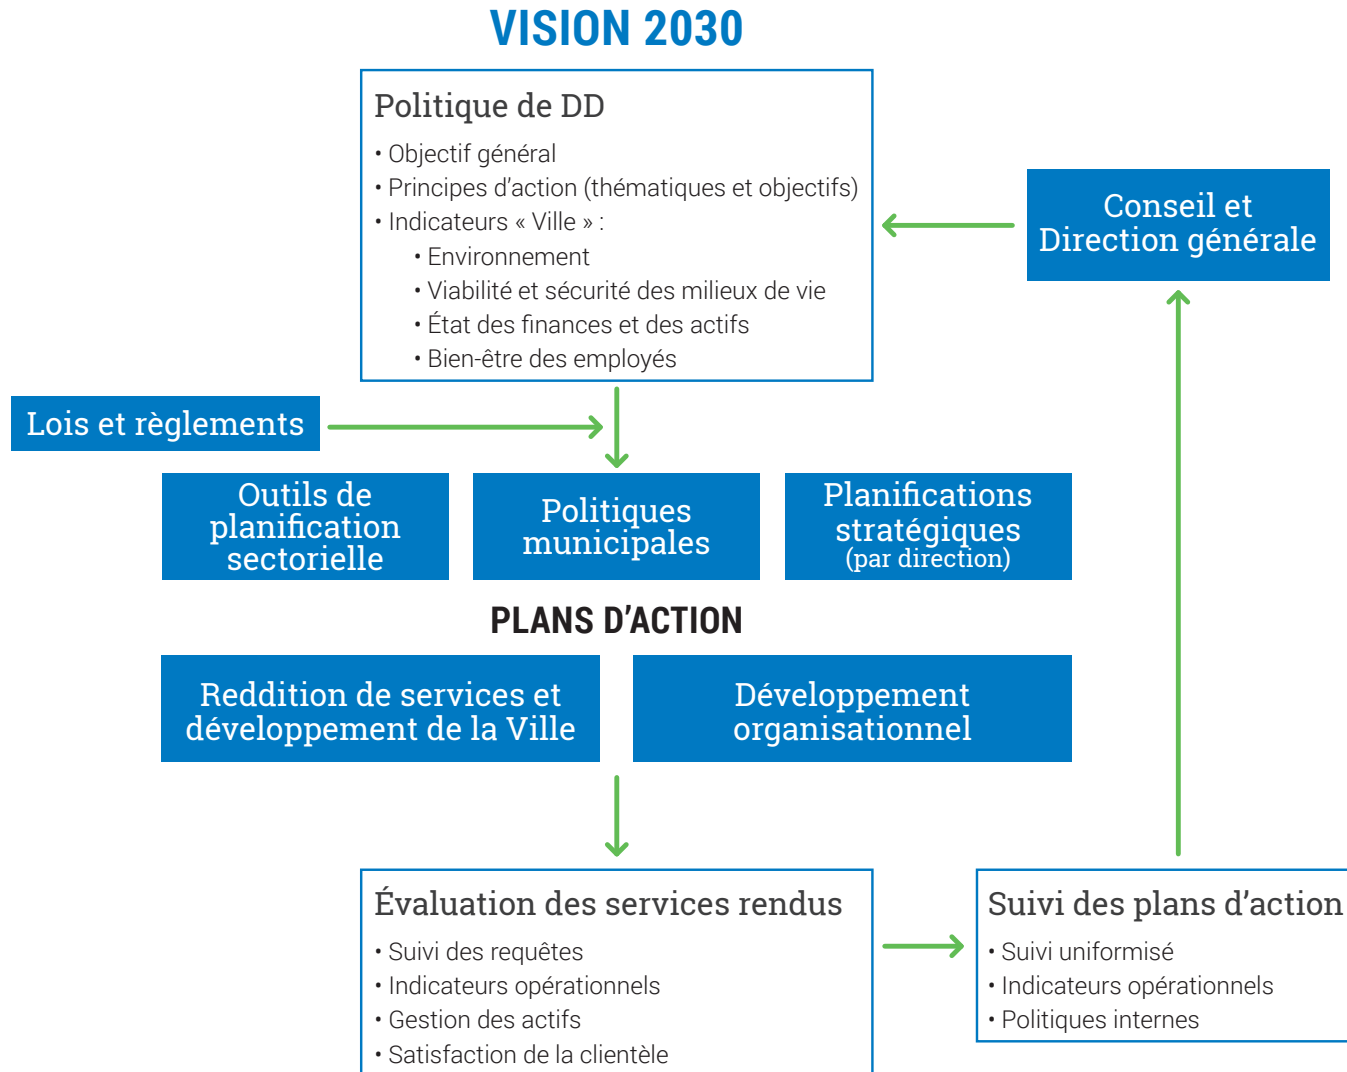 VISION 2030
Politique de DD
• Objectif général
• Principes d'action (thématiques et objectifs)
• Indicateurs « Ville » :
• Environnement
• Viabilité et sécurité des milieux de vie
• État des finances et des actifs
• Bien-être des employés
Conseil et
Direction générale
Lois et règlements
Outils de
planification
sectorielle
Politiques
municipales
Planifications
stratégiques
(par direction)
PLANS D’ACTION
Reddition de services et
développement de la Ville
Développement
organisationnel
Évaluation des services rendus
• Suivi des requêtes
• Indicateurs opérationnels
• Gestion des actifs
• Satisfaction de la clientèle
Suivi des plans d’action
• Suivi uniformisé
• Indicateurs opérationnels
• Politiques internes